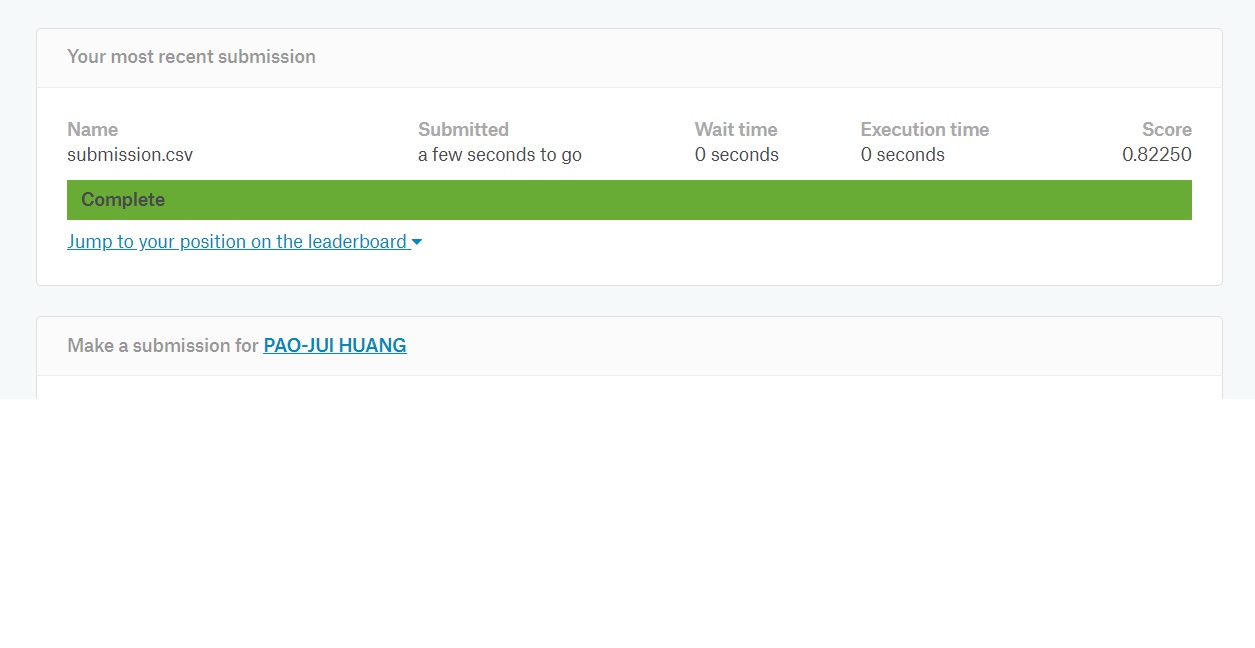 Your most recent submission
Name Submitted Wait time Execution time Score
submission.csv a few seconds to go 0 seconds 0 seconds 0.82250
Complete
Jump to your position on the leaderboard
Make a submission for PAO-JUI HUANG